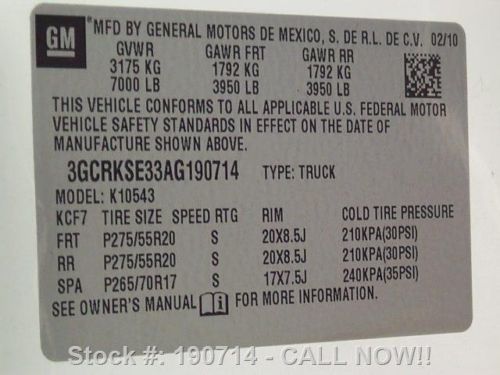 GM
MFD BY GENERAL MOTORS DE MEXICO, S. DE R.L. DE C.V. 02/10
GVWR GAWR FRT GAWR RR
3175 KG 1792 KG 1792 KG
7000 LB 3950 LB 3950 LB
THIS VEHICLE CONFORMS TO ALL APPLICABLE U.S. FEDERAL MOTOR
VEHICLE SAFETY STANDARDS IN EFFECT ON THE DATE OF
MANUFACTURE SHOWN ABOVE.
3GCRKSE33AG190714 TYPE: TRUCK
MODEL: K10543
KCF7 TIRE SIZE SPEED RTG RIM COLD TIRE PRESSURE
FRT P275/55R20 S 20X8.5J 210KPA(30PSI)
RR P275/55R20 S 20X8.5J 210KPA(30PSI)
SPA P265/70R17 S 17X7.5J 240KPA(35PSI)
SEE OWNER'S MANUAL FOR MORE INFORMATION
Stock #: 190714 - CALL NOW!!